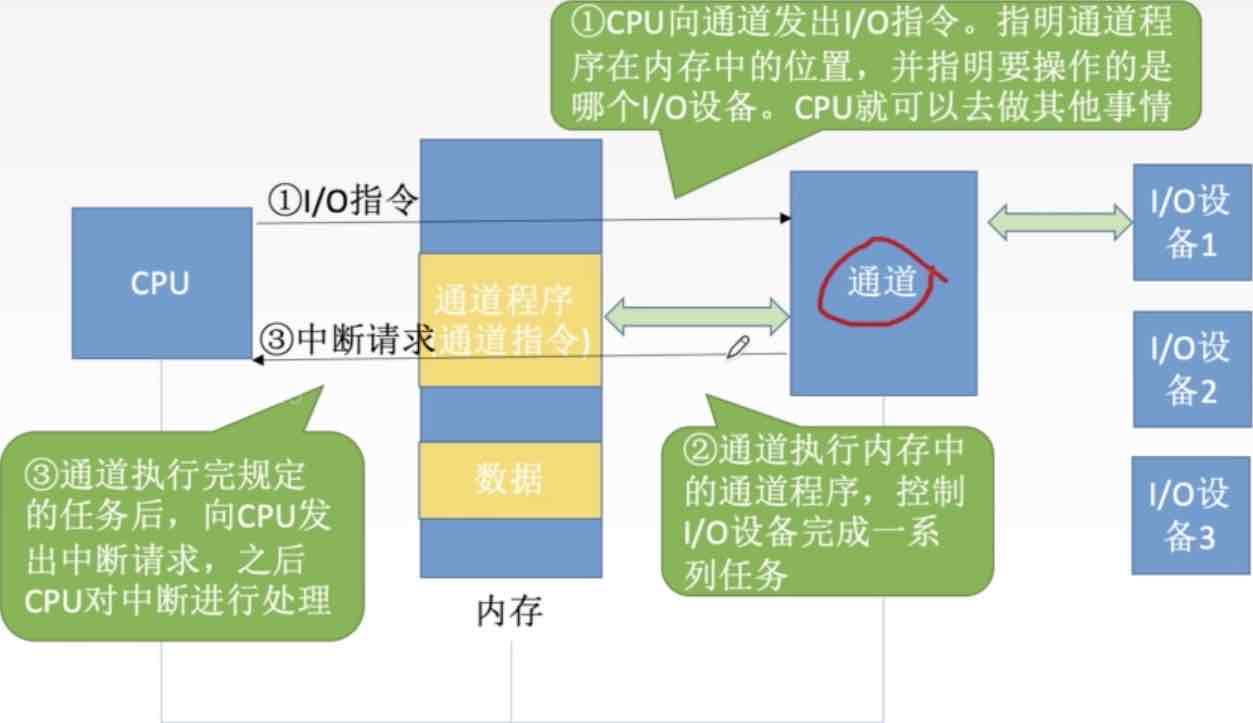 ①CPU向通道发出I/O指令。指明通道程
序在内存中的位置，并指明要操作的是
哪个I/O设备。CPU就可以去做其他事情
①I/O指令
CPU
通道程序
(通道指令)
③中断请求
通道
I/O设
备1
I/O设
备2
I/O设
备3
数据
内存
②通道执行内存中
的通道程序，控制
I/O设备完成一系
列任务
③通道执行完规定
的任务后，向CPU发
出中断请求，之后
CPU对中断进行处理